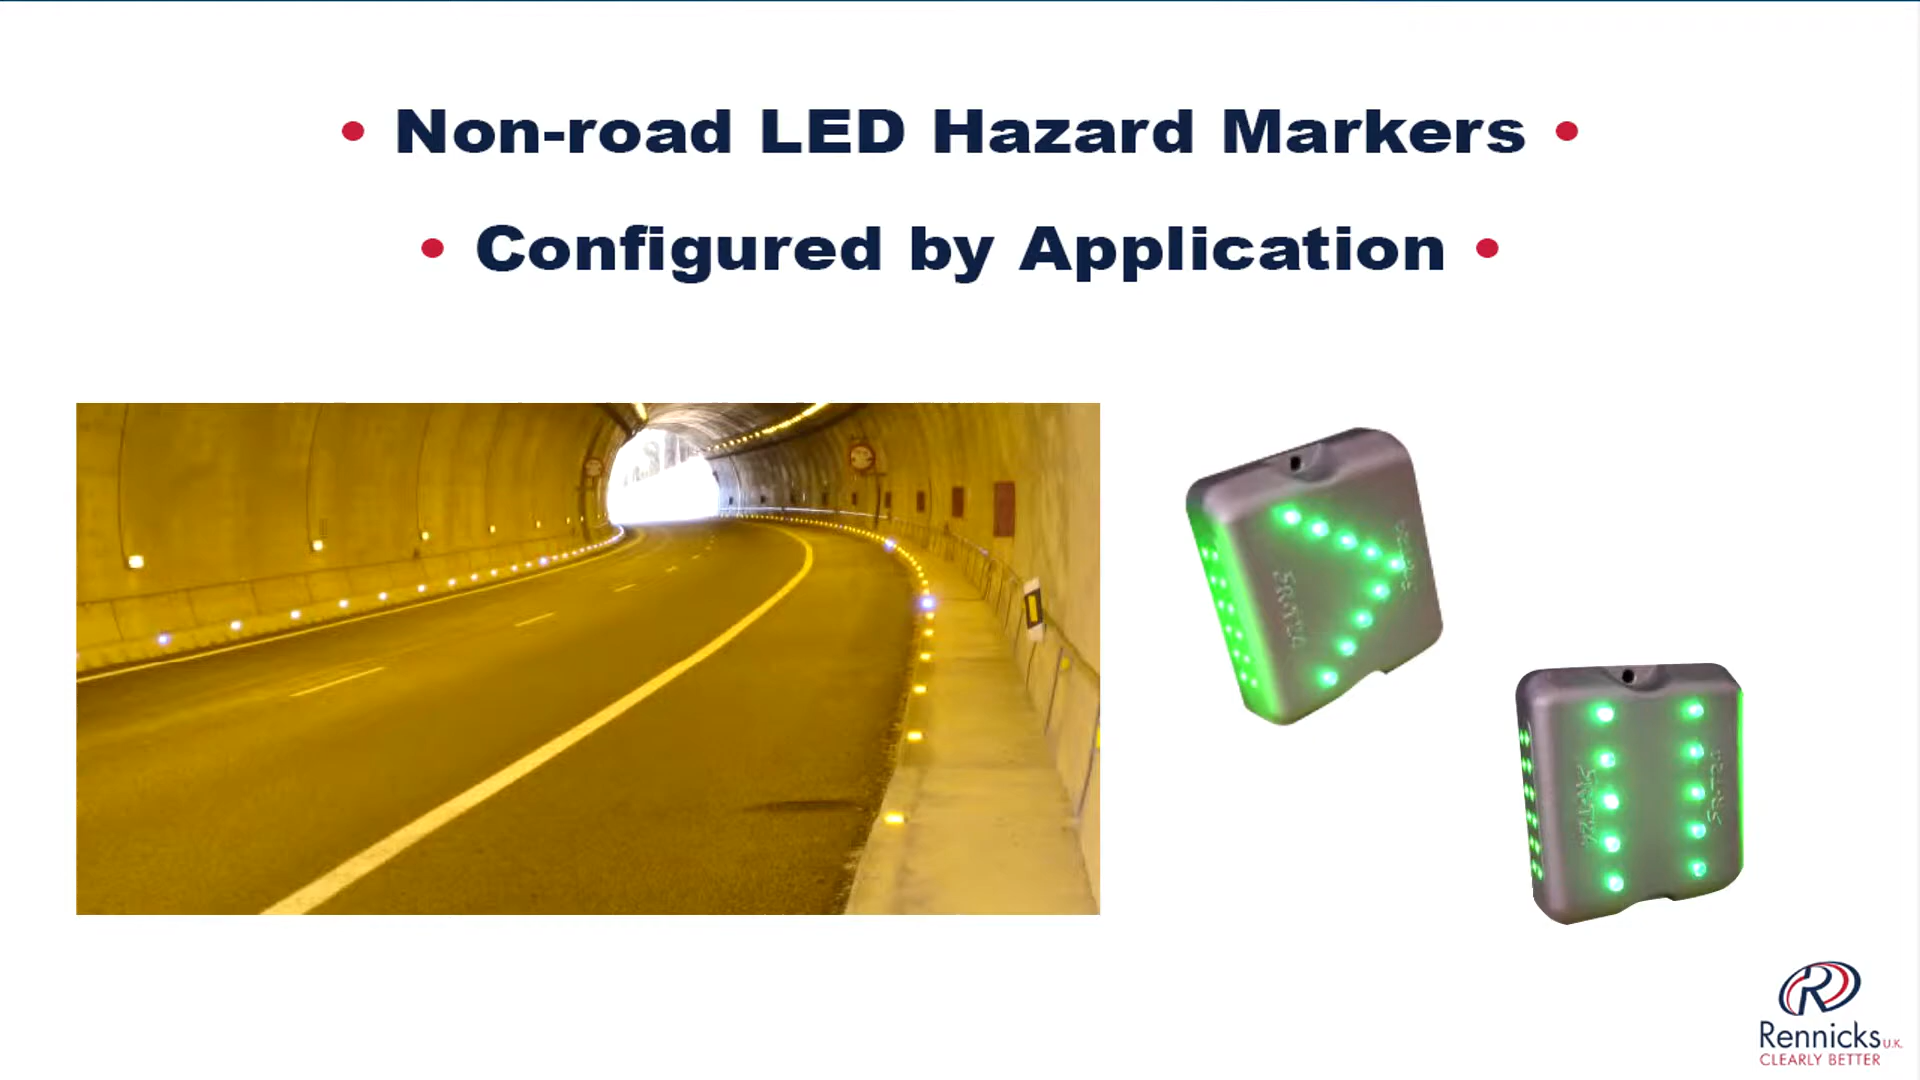 • Non-road LED Hazard Markers •
• Configured by Application •
Rennicks U.K.
CLEARLY BETTER